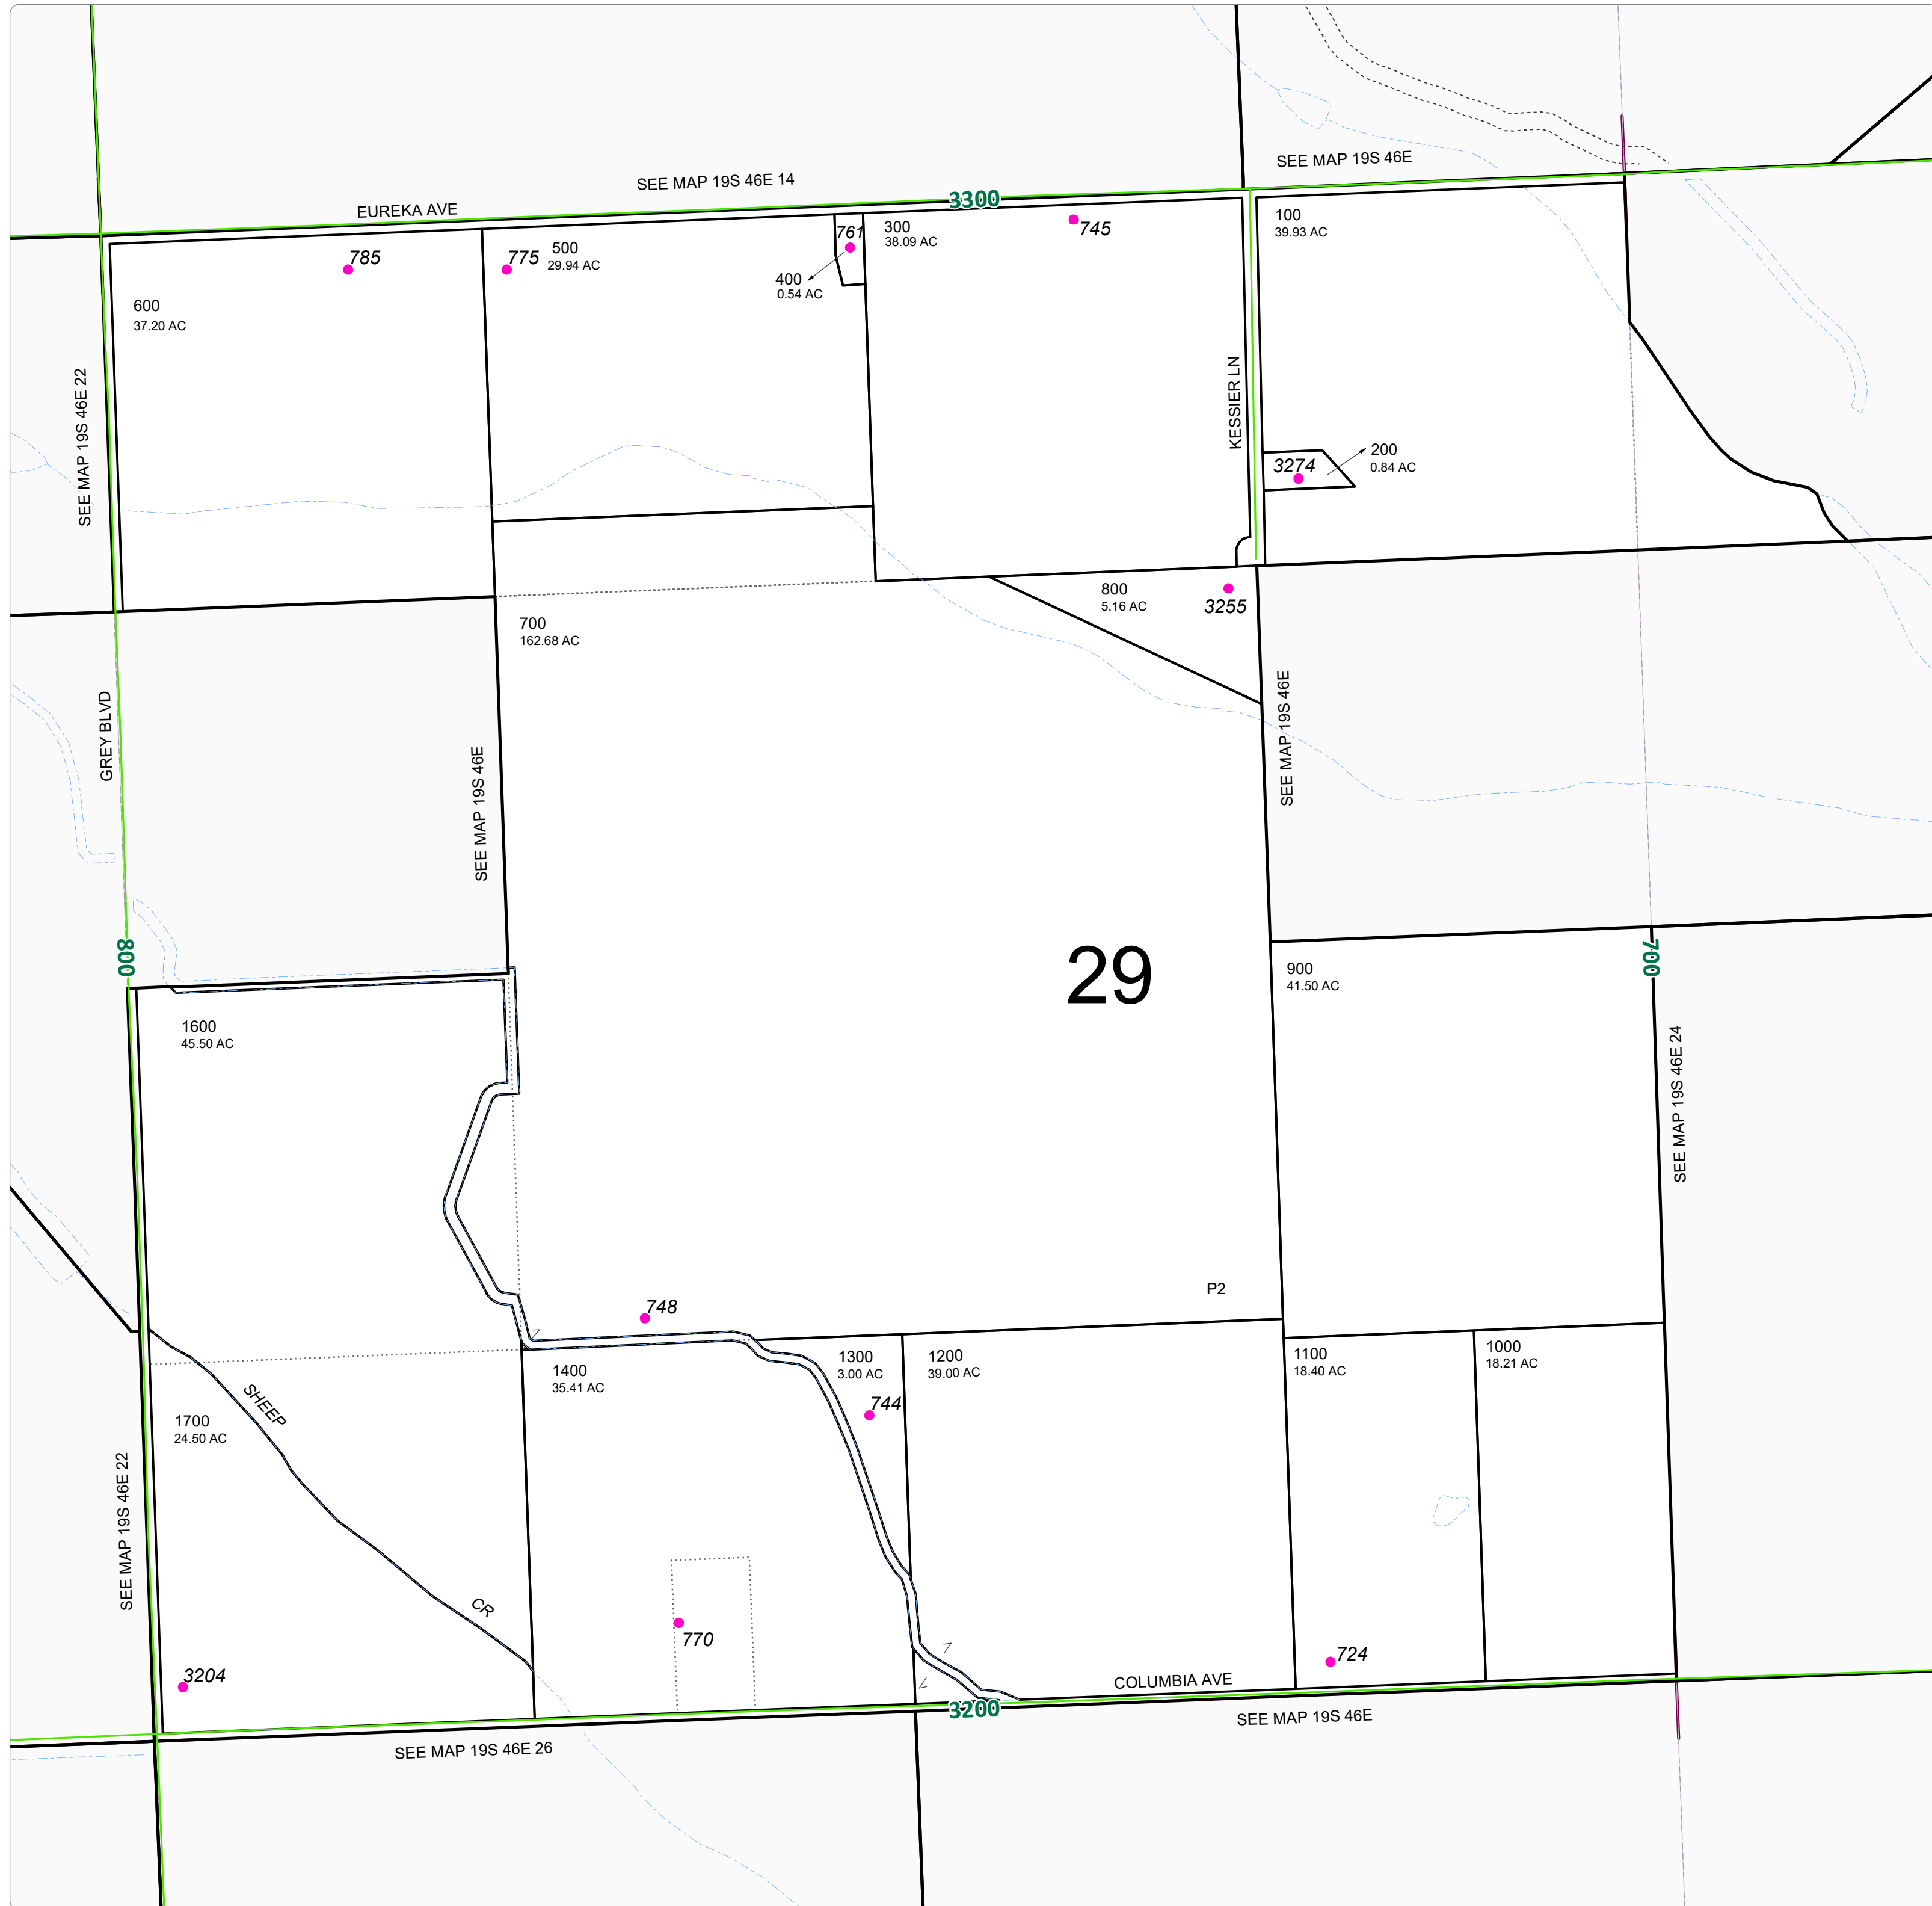 SEE MAP 19S 46E
SEE MAP 19S 46E 14
3300
EUREKA AVE
100
39.93 AC
300
38.09 AC
745
761
500
29.94 AC
775
785
400
0.54 AC
600
37.20 AC
SEE MAP 19S 46E 22
KESSIER LN
200
0.84 AC
3274
800
5.16 AC
3255
700
162.68 AC
GREY BLVD
SEE MAP 19S 46E
SEE MAP 19S 46E
800
29
700
900
41.50 AC
1600
45.50 AC
SEE MAP 19S 46E 24
P2
748
1400
35.41 AC
1300
3.00 AC
1200
39.00 AC
1100
18.40 AC
1000
18.21 AC
744
SHEEP
1700
24.50 AC
SEE MAP 19S 46E 22
CR
770
724
3204
COLUMBIA AVE
3200
SEE MAP 19S 46E
SEE MAP 19S 46E 26